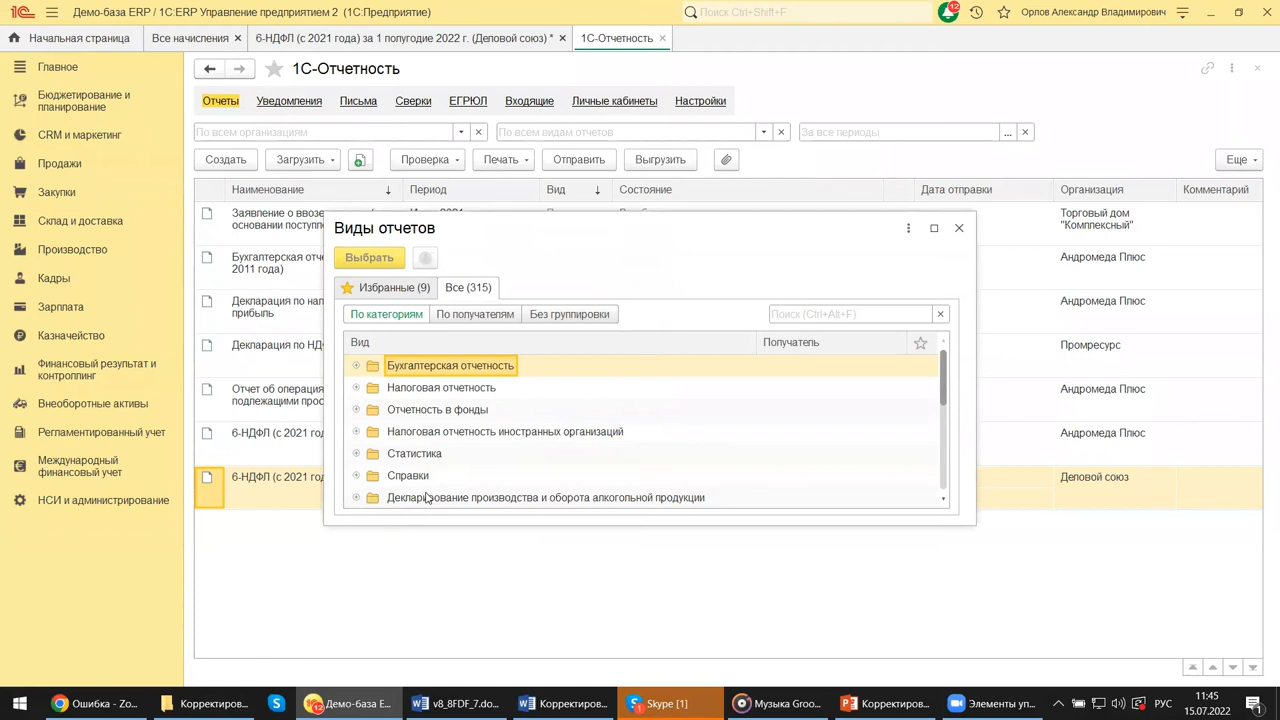 Демо-база ERP / 1С:ERP Управление предприятием 2 (1С:Предприятие)
Поиск Ctrl+Shift+F
12
Орлов Александр Владимирович
Начальная страница
Все начисления ×
6-НДФЛ (с 2021 года) за 1 полугодие 2022 г. (Деловой союз) * ×
1С-Отчетность ×
Главное
Бюджетирование и
планирование
CRM и маркетинг
Продажи
Закупки
Склад и доставка
Производство
Кадры
Зарплата
Казначейство
Финансовый результат и
контроллинг
Внеоборотные активы
Регламентированный учет
Международный
финансовый учет
НСИ и администрирование
1С-Отчетность
Отчеты Уведомления Письма Сверки ЕГРЮЛ Входящие Личные кабинеты Настройки
По всем организациям
По всем видам отчетов
За все периоды
Создать Загрузить Проверка Печать Отправить Выгрузить Еще
Наименование Период Вид Состояние Дата отправки Организация Комментарий
Заявление о ввозе
основании поступл
Торговый дом
"Комплексный"
Бухгалтерская отчетн
2011 года)
Андромеда Плюс
Декларация по нал
прибыль
Андромеда Плюс
Декларация по НД
Промресурс
Отчет об операция
подлежащими прос
Андромеда Плюс
6-НДФЛ (с 2021 год
Андромеда Плюс
6-НДФЛ (с 2021 год
Деловой союз
Виды отчетов
Выбрать
Избранные (9) Все (315)
По категориям По получателям Без группировки
Поиск (Ctrl+Alt+F)
Вид Получатель
Бухгалтерская отчетность
Налоговая отчетность
Отчетность в фонды
Налоговая отчетность иностранных организаций
Статистика
Справки
Декларирование производства и оборота алкогольной продукции
Ошибка - Zo...
Корректиров...
Демо-база E...
v8_8FDF_7.do...
Корректиров...
Skype [1]
Музыка Groo...
Корректиров...
Элементы уп...
РУС
11:45
15.07.2022